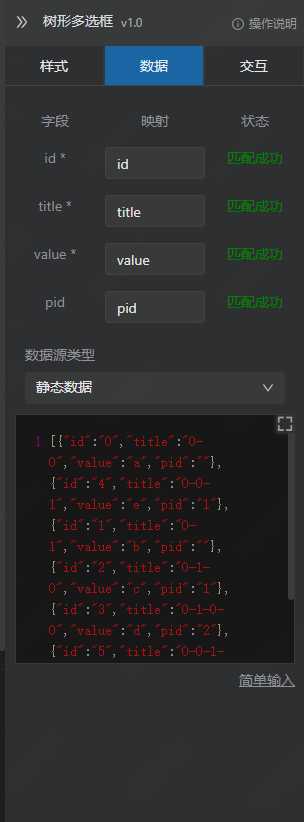 » 树形多选框 v1.0 操作说明
样式 数据 交互
字段 映射 状态
id * id 匹配成功
title * title 匹配成功
value * value 匹配成功
pid pid 匹配成功
数据源类型
静态数据
1 [{"id":"0","title":"0-
0","value":"a","pid":""},
{"id":"4","title":"0-0-
1","value":"e","pid":"1"},
{"id":"1","title":"0-
1","value":"b","pid":""},
{"id":"2","title":"0-1-
0","value":"c","pid":"1"},
{"id":"3","title":"0-1-0-
0","value":"d","pid":"2"},
{"id":"5","title":"0-0-1-
简单输入